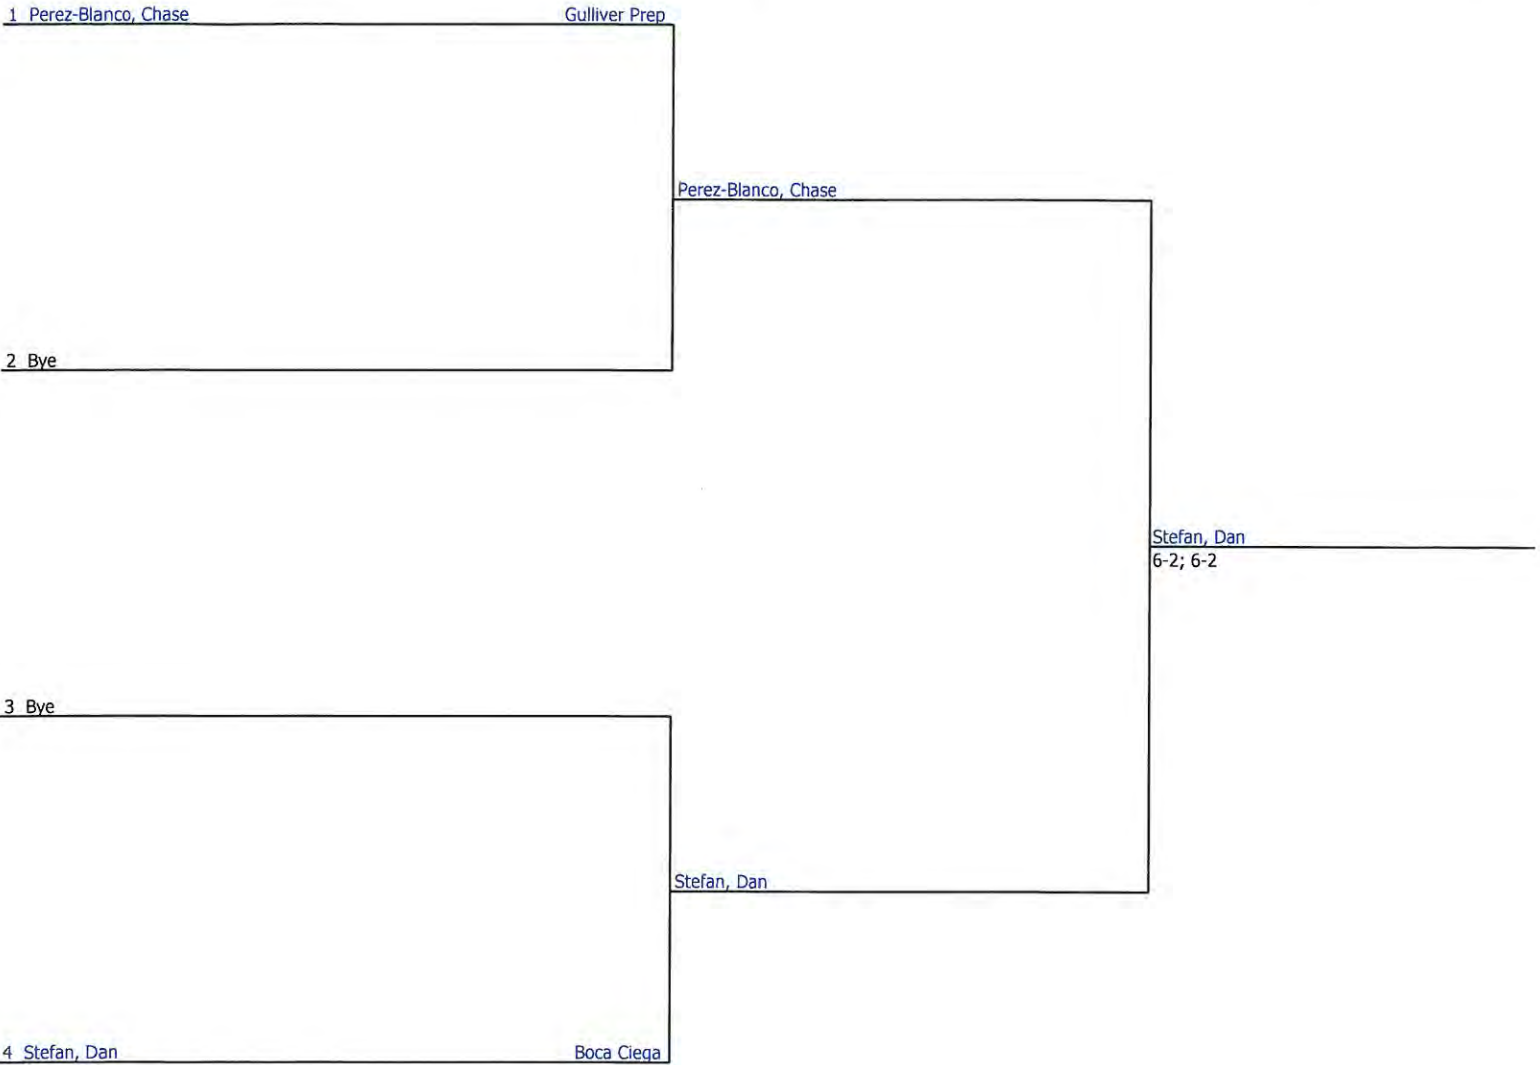 1 Perez-Blanco, Chase Gulliver Prep
Perez-Blanco, Chase
2 Bye
Stefan, Dan
6-2; 6-2
3 Bye
Stefan, Dan
4 Stefan, Dan Boca Ciega